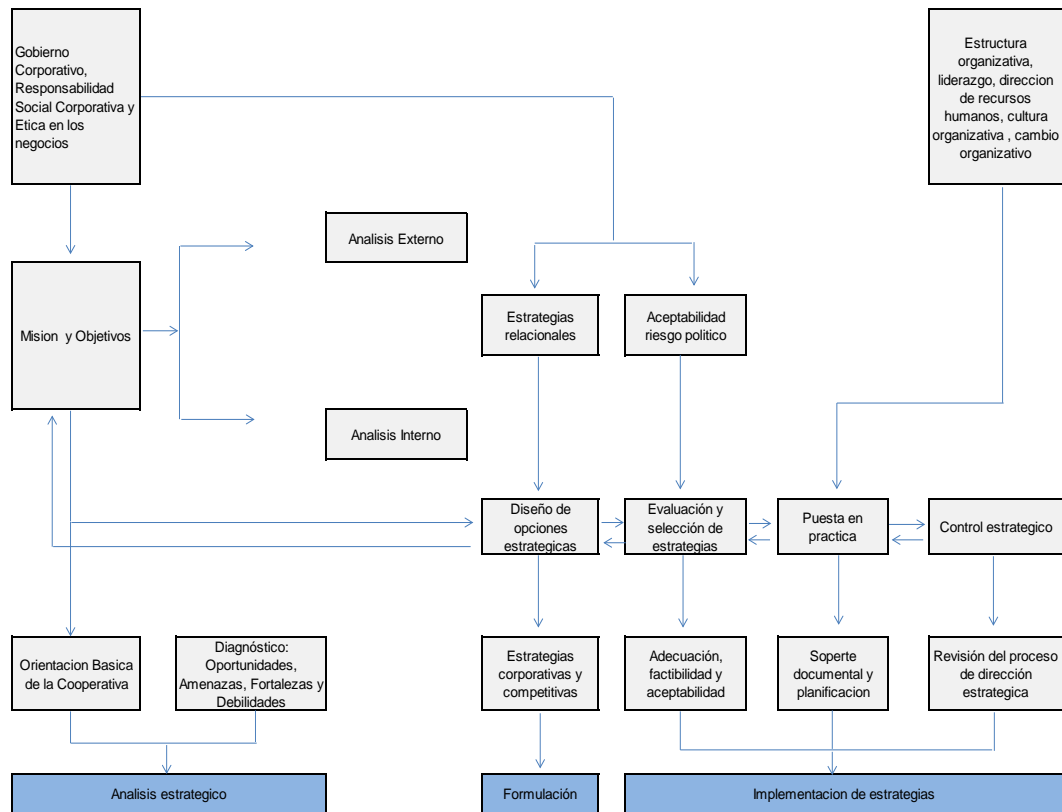 Gobierno
Corporativo,
Responsabilidad
Social Corporativa y
Etica en los
negocios
Estructura
organizativa,
liderazgo, direccion
de recursos
humanos, cultura
organizativa , cambio
organizativo
Analisis Externo
Mision y Objetivos
Estrategias
relacionales
Aceptabilidad
riesgo politico
Analisis Interno
Diseño de
opciones
estrategicas
Evaluación y
selección de
estrategias
Puesta en
practica
Control estrategico
Orientacion Basica
de la Cooperativa
Diagnóstico:
Oportunidades,
Amenazas, Fortalezas y
Debilidades
Estrategias
corporativas y
competitivas
Adecuación,
factibilidad y
aceptabilidad
Soperte
documental y
planificacion
Revisión del proceso
de dirección
estrategica
Analisis estrategico
Formulación
Implementacion de estrategias